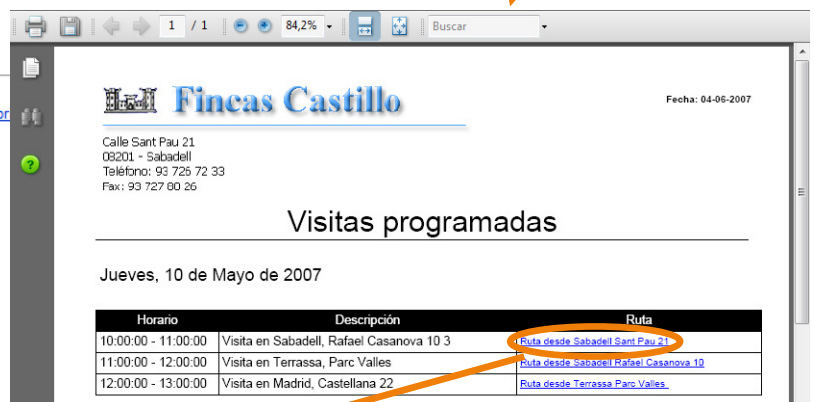 1 / 1 84,2% Buscar
or
?
Fincas Castillo
Fecha: 04-06-2007
Calle Sant Pau 21
08201 - Sabadell
Teléfono: 93 726 72 33
Fax: 93 727 80 26
Visitas programadas
Jueves, 10 de Mayo de 2007
Horario Descripción Ruta
10:00:00 - 11:00:00 Visita en Sabadell, Rafael Casanova 10 3 Ruta desde Sabadell Sant Pau 21
11:00:00 - 12:00:00 Visita en Terrassa, Parc Valles Ruta desde Sabadell Rafael Casanova 10
12:00:00 - 13:00:00 Visita en Madrid, Castellana 22 Ruta desde Terrassa Parc Valles